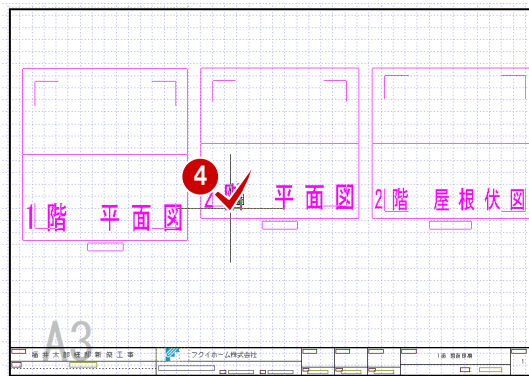 4
1階 平面図
2階 平面図
2階 屋根伏図
A3
福井太郎様邸新築工事
フクイホーム株式会社
1